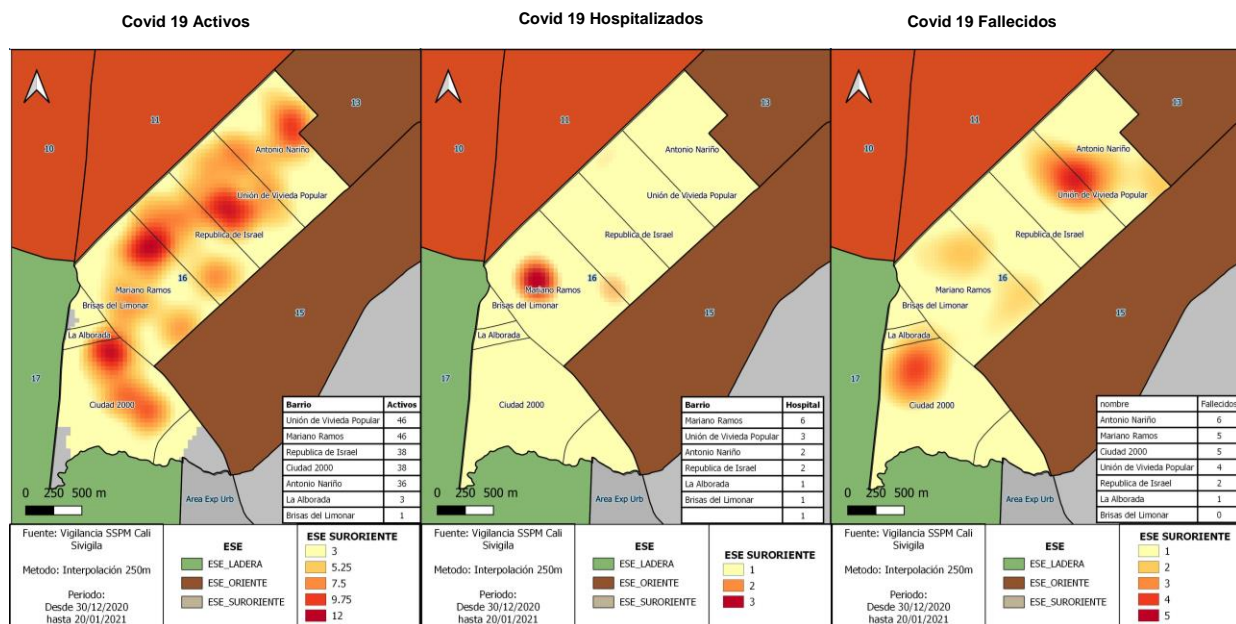 Covid 19 Activos
11
13
10
Antonio Nariño
Unión de Vivieda Popular
Republica de Israel
16
Mariano Ramos
Brisas del Limonar
15
La Alborada
17
Ciudad 2000
Barrio Activos
Unión de Vivieda Popular 46
Mariano Ramos 46
Republica de Israel 38
Ciudad 2000 38
Antonio Nariño 36
La Alborada 3
Brisas del Limonar 1
0 250 500 m
Area Exp Urb
Fuente: Vigilancia SSPM Cali
Sivigila
Metodo: Interpolación 250m
Periodo:
Desde 30/12/2020
hasta 20/01/2021
ESE
ESE_LADERA
ESE_ORIENTE
ESE_SURORIENTE
ESE SURORIENTE
3
5.25
7.5
9.75
12
Covid 19 Hospitalizados
11
13
10
Antonio Nariño
Unión de Vivieda Popular
Republica de Israel
16
Mariano Ramos
Brisas del Limonar
15
La Alborada
17
Ciudad 2000
Barrio Hospital
Mariano Ramos 6
Unión de Vivieda Popular 3
Antonio Nariño 2
Republica de Israel 2
La Alborada 1
Brisas del Limonar 1
1
0 250 500 m
Area Exp Urb
Fuente: Vigilancia SSPM Cali
Sivigila
Metodo: Interpolación 250m
Periodo:
Desde 30/12/2020
hasta 20/01/2021
ESE
ESE_LADERA
ESE_ORIENTE
ESE_SURORIENTE
ESE SURORIENTE
1
2
3
Covid 19 Fallecidos
11
13
10
Antonio Nariño
Unión de Vivieda Popular
Republica de Israel
16
Mariano Ramos
Brisas del Limonar
15
La Alborada
17
Ciudad 2000
nombre Fallecidos
Antonio Nariño 6
Mariano Ramos 5
Ciudad 2000 5
Unión de Vivieda Popular 4
Republica de Israel 2
La Alborada 1
Brisas del Limonar 0
0 250 500 m
Area Exp Urb
Fuente: Vigilancia SSPM Cali
Sivigila
Metodo: Interpolación 250m
Periodo:
Desde 30/12/2020
hasta 20/01/2021
ESE
ESE_LADERA
ESE_ORIENTE
ESE_SURORIENTE
ESE SURORIENTE
1
2
3
4
5